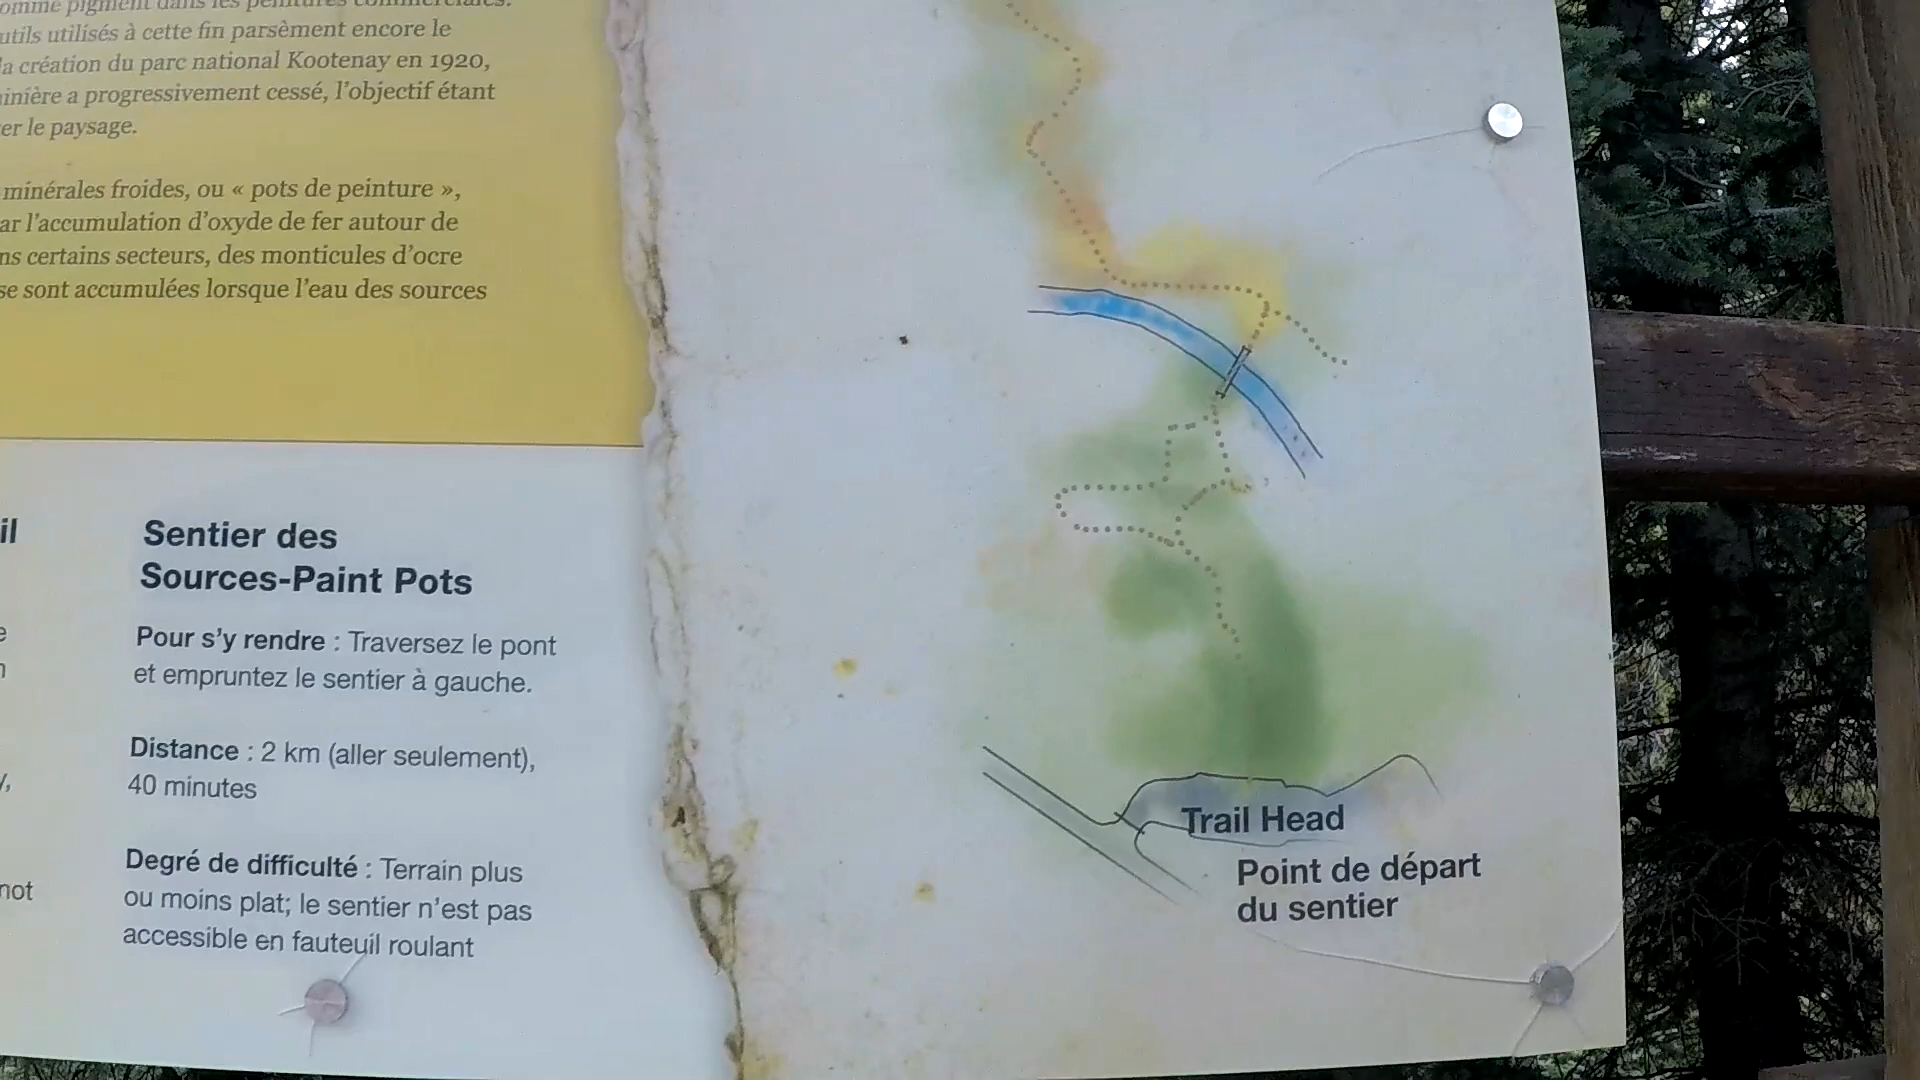 comme pigment dans les peintures commerciales.
utils utilisés à cette fin parsèment encore le
la création du parc national Kootenay en 1920,
inière a progressivement cessé, l'objectif étant
er le paysage.
minérales froides, ou « pots de peinture »,
ar l'accumulation d'oxyde de fer autour de
ns certains secteurs, des monticules d'ocre
se sont accumulées lorsque l'eau des sources
il
Sentier des
Sources-Paint Pots
Pour s'y rendre : Traversez le pont
et empruntez le sentier à gauche.
Distance : 2 km (aller seulement),
40 minutes
Degré de difficulté : Terrain plus
ou moins plat; le sentier n'est pas
accessible en fauteuil roulant
not
Trail Head
Point de départ
du sentier